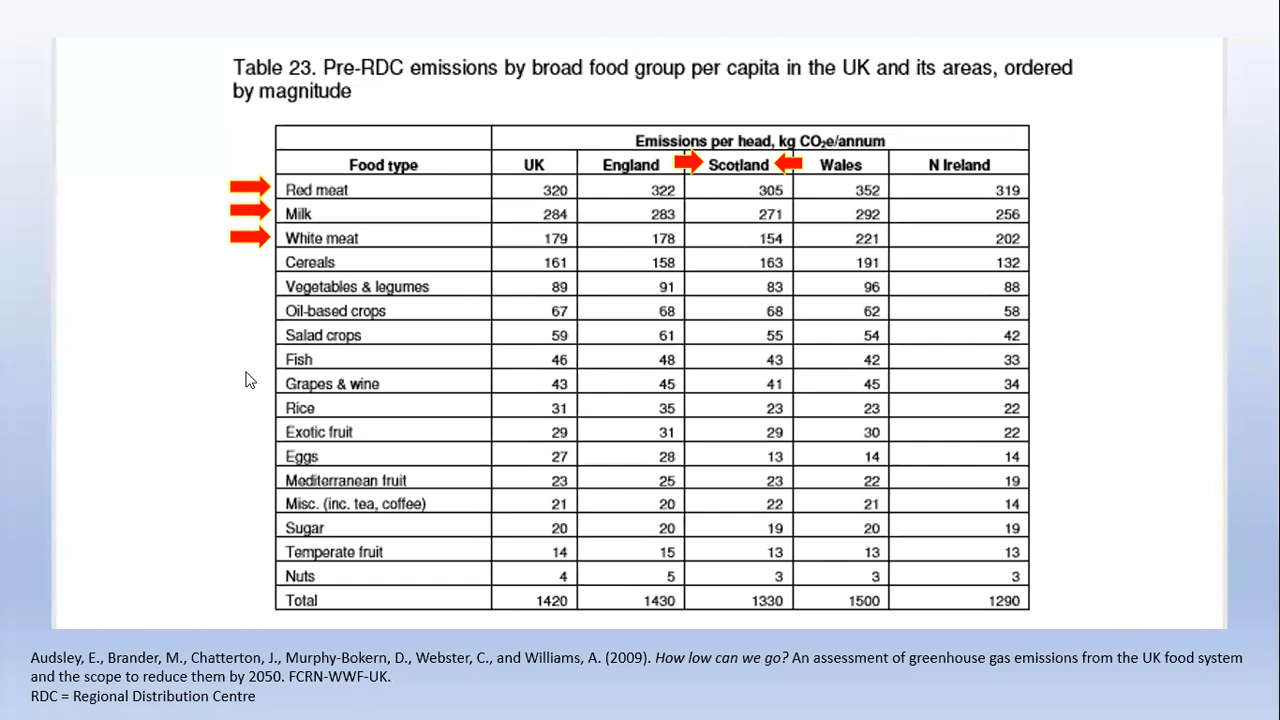 Table 23. Pre-RDC emissions by broad food group per capita in the UK and its areas, ordered
by magnitude
Emissions per head, kg CO₂e/annum
Food type UK England Scotland Wales N Ireland
Red meat 320 322 305 352 319
Milk 284 283 271 292 256
White meat 179 178 154 221 202
Cereals 161 158 163 191 132
Vegetables & legumes 89 91 83 96 88
Oil-based crops 67 68 68 62 58
Salad crops 59 61 55 54 42
Fish 46 48 43 42 33
Grapes & wine 43 45 41 45 34
Rice 31 35 23 23 22
Exotic fruit 29 31 29 30 22
Eggs 27 28 13 14 14
Mediterranean fruit 23 25 23 22 19
Misc. (inc. tea, coffee) 21 20 22 21 14
Sugar 20 20 19 20 19
Temperate fruit 14 15 13 13 13
Nuts 4 5 3 3 3
Total 1420 1430 1330 1500 1290
Audsley, E., Brander, M., Chatterton, J., Murphy-Bokern, D., Webster, C., and Williams, A. (2009). How low can we go? An assessment of greenhouse gas emissions from the UK food system
and the scope to reduce them by 2050. FCRN-WWF-UK.
RDC = Regional Distribution Centre